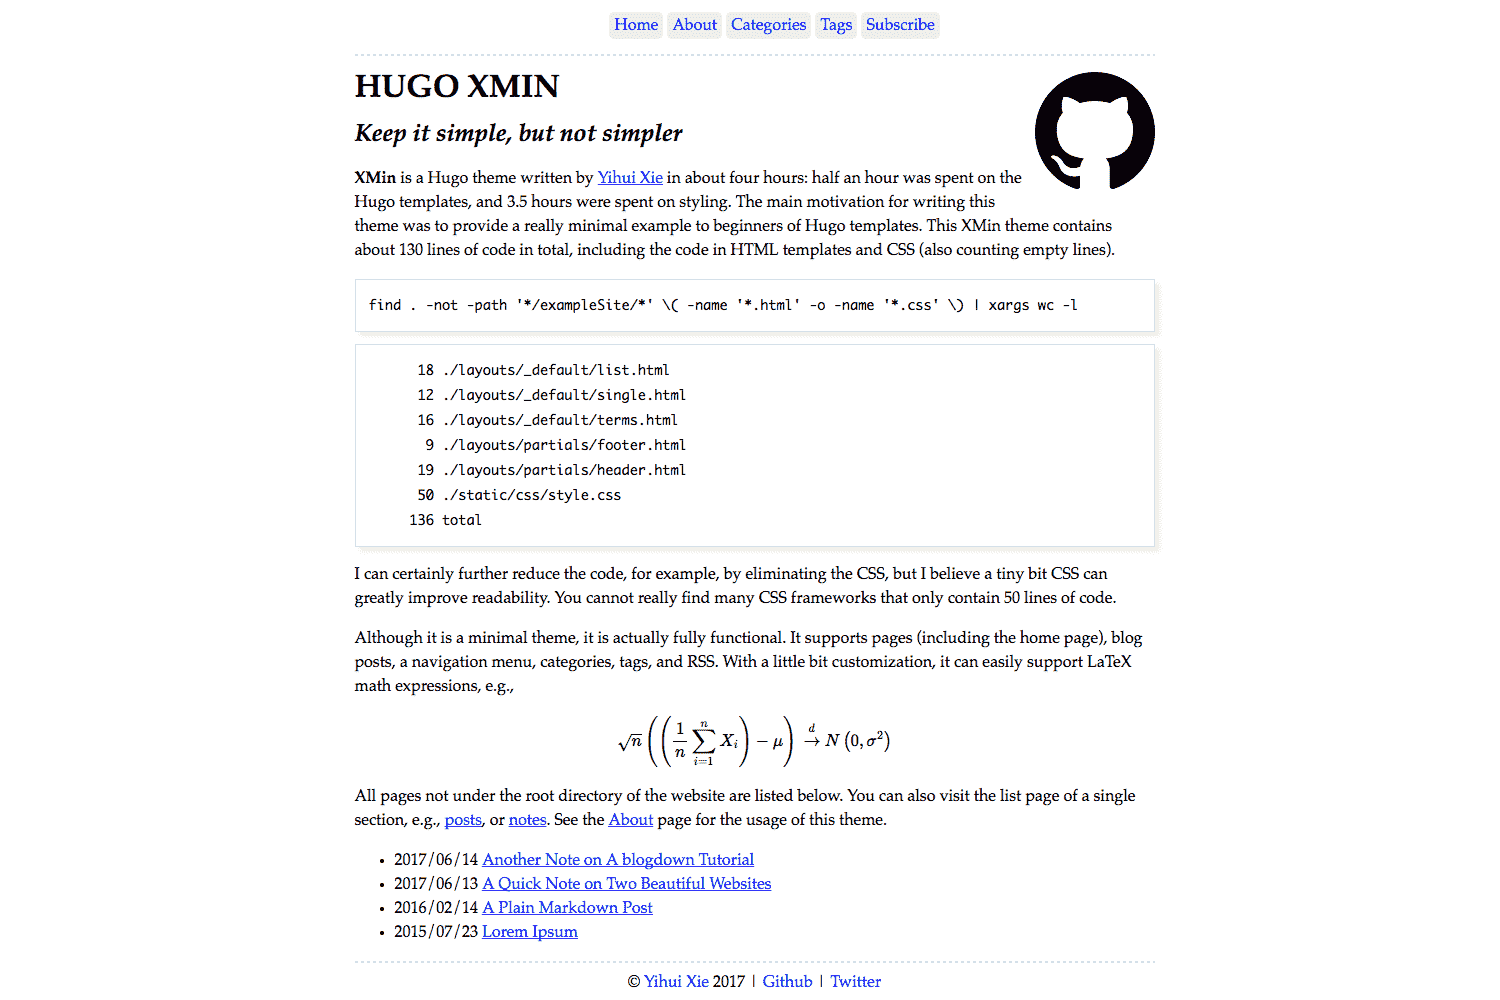 Home About Categories Tags Subscribe
HUGO XMIN
Keep it simple, but not simpler
XMin is a Hugo theme written by Yihui Xie in about four hours: half an hour was spent on the
Hugo templates, and 3.5 hours were spent on styling. The main motivation for writing this
theme was to provide a really minimal example to beginners of Hugo templates. This XMin theme contains
about 130 lines of code in total, including the code in HTML templates and CSS (also counting empty lines).
find . -not -path '*/exampleSite/*' \( -name '*.html' -o -name '*.css' \) | xargs wc -l
18 ./layouts/_default/list.html
12 ./layouts/_default/single.html
16 ./layouts/_default/terms.html
9 ./layouts/partials/footer.html
19 ./layouts/partials/header.html
50 ./static/css/style.css
136 total
I can certainly further reduce the code, for example, by eliminating the CSS, but I believe a tiny bit CSS can
greatly improve readability. You cannot really find many CSS frameworks that only contain 50 lines of code.
Although it is a minimal theme, it is actually fully functional. It supports pages (including the home page), blog
posts, a navigation menu, categories, tags, and RSS. With a little bit customization, it can easily support LaTeX
math expressions, e.g.,
√n ((1/n ∑_{i=1}^{n} X_i) − μ) →^d N (0, σ²)
All pages not under the root directory of the website are listed below. You can also visit the list page of a single
section, e.g., posts, or notes. See the About page for the usage of this theme.
• 2017/06/14 Another Note on A blogdown Tutorial
• 2017/06/13 A Quick Note on Two Beautiful Websites
• 2016/02/14 A Plain Markdown Post
• 2015/07/23 Lorem Ipsum
© Yihui Xie 2017 | Github | Twitter